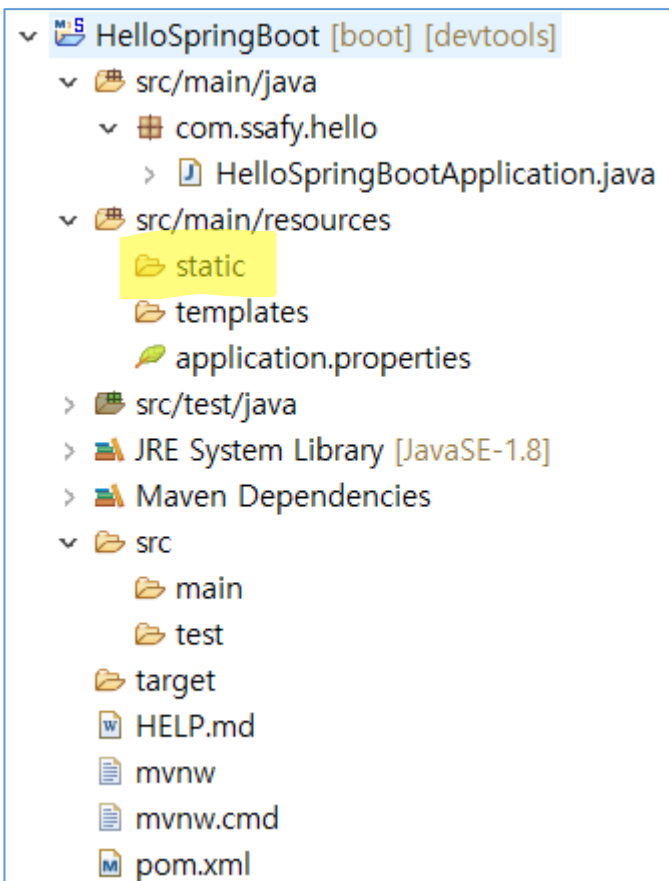 HelloSpringBoot [boot] [devtools]
src/main/java
com.ssafy.hello
HelloSpringBootApplication.java
src/main/resources
static
templates
application.properties
src/test/java
JRE System Library [JavaSE-1.8]
Maven Dependencies
src
main
test
target
HELP.md
mvnw
mvnw.cmd
pom.xml